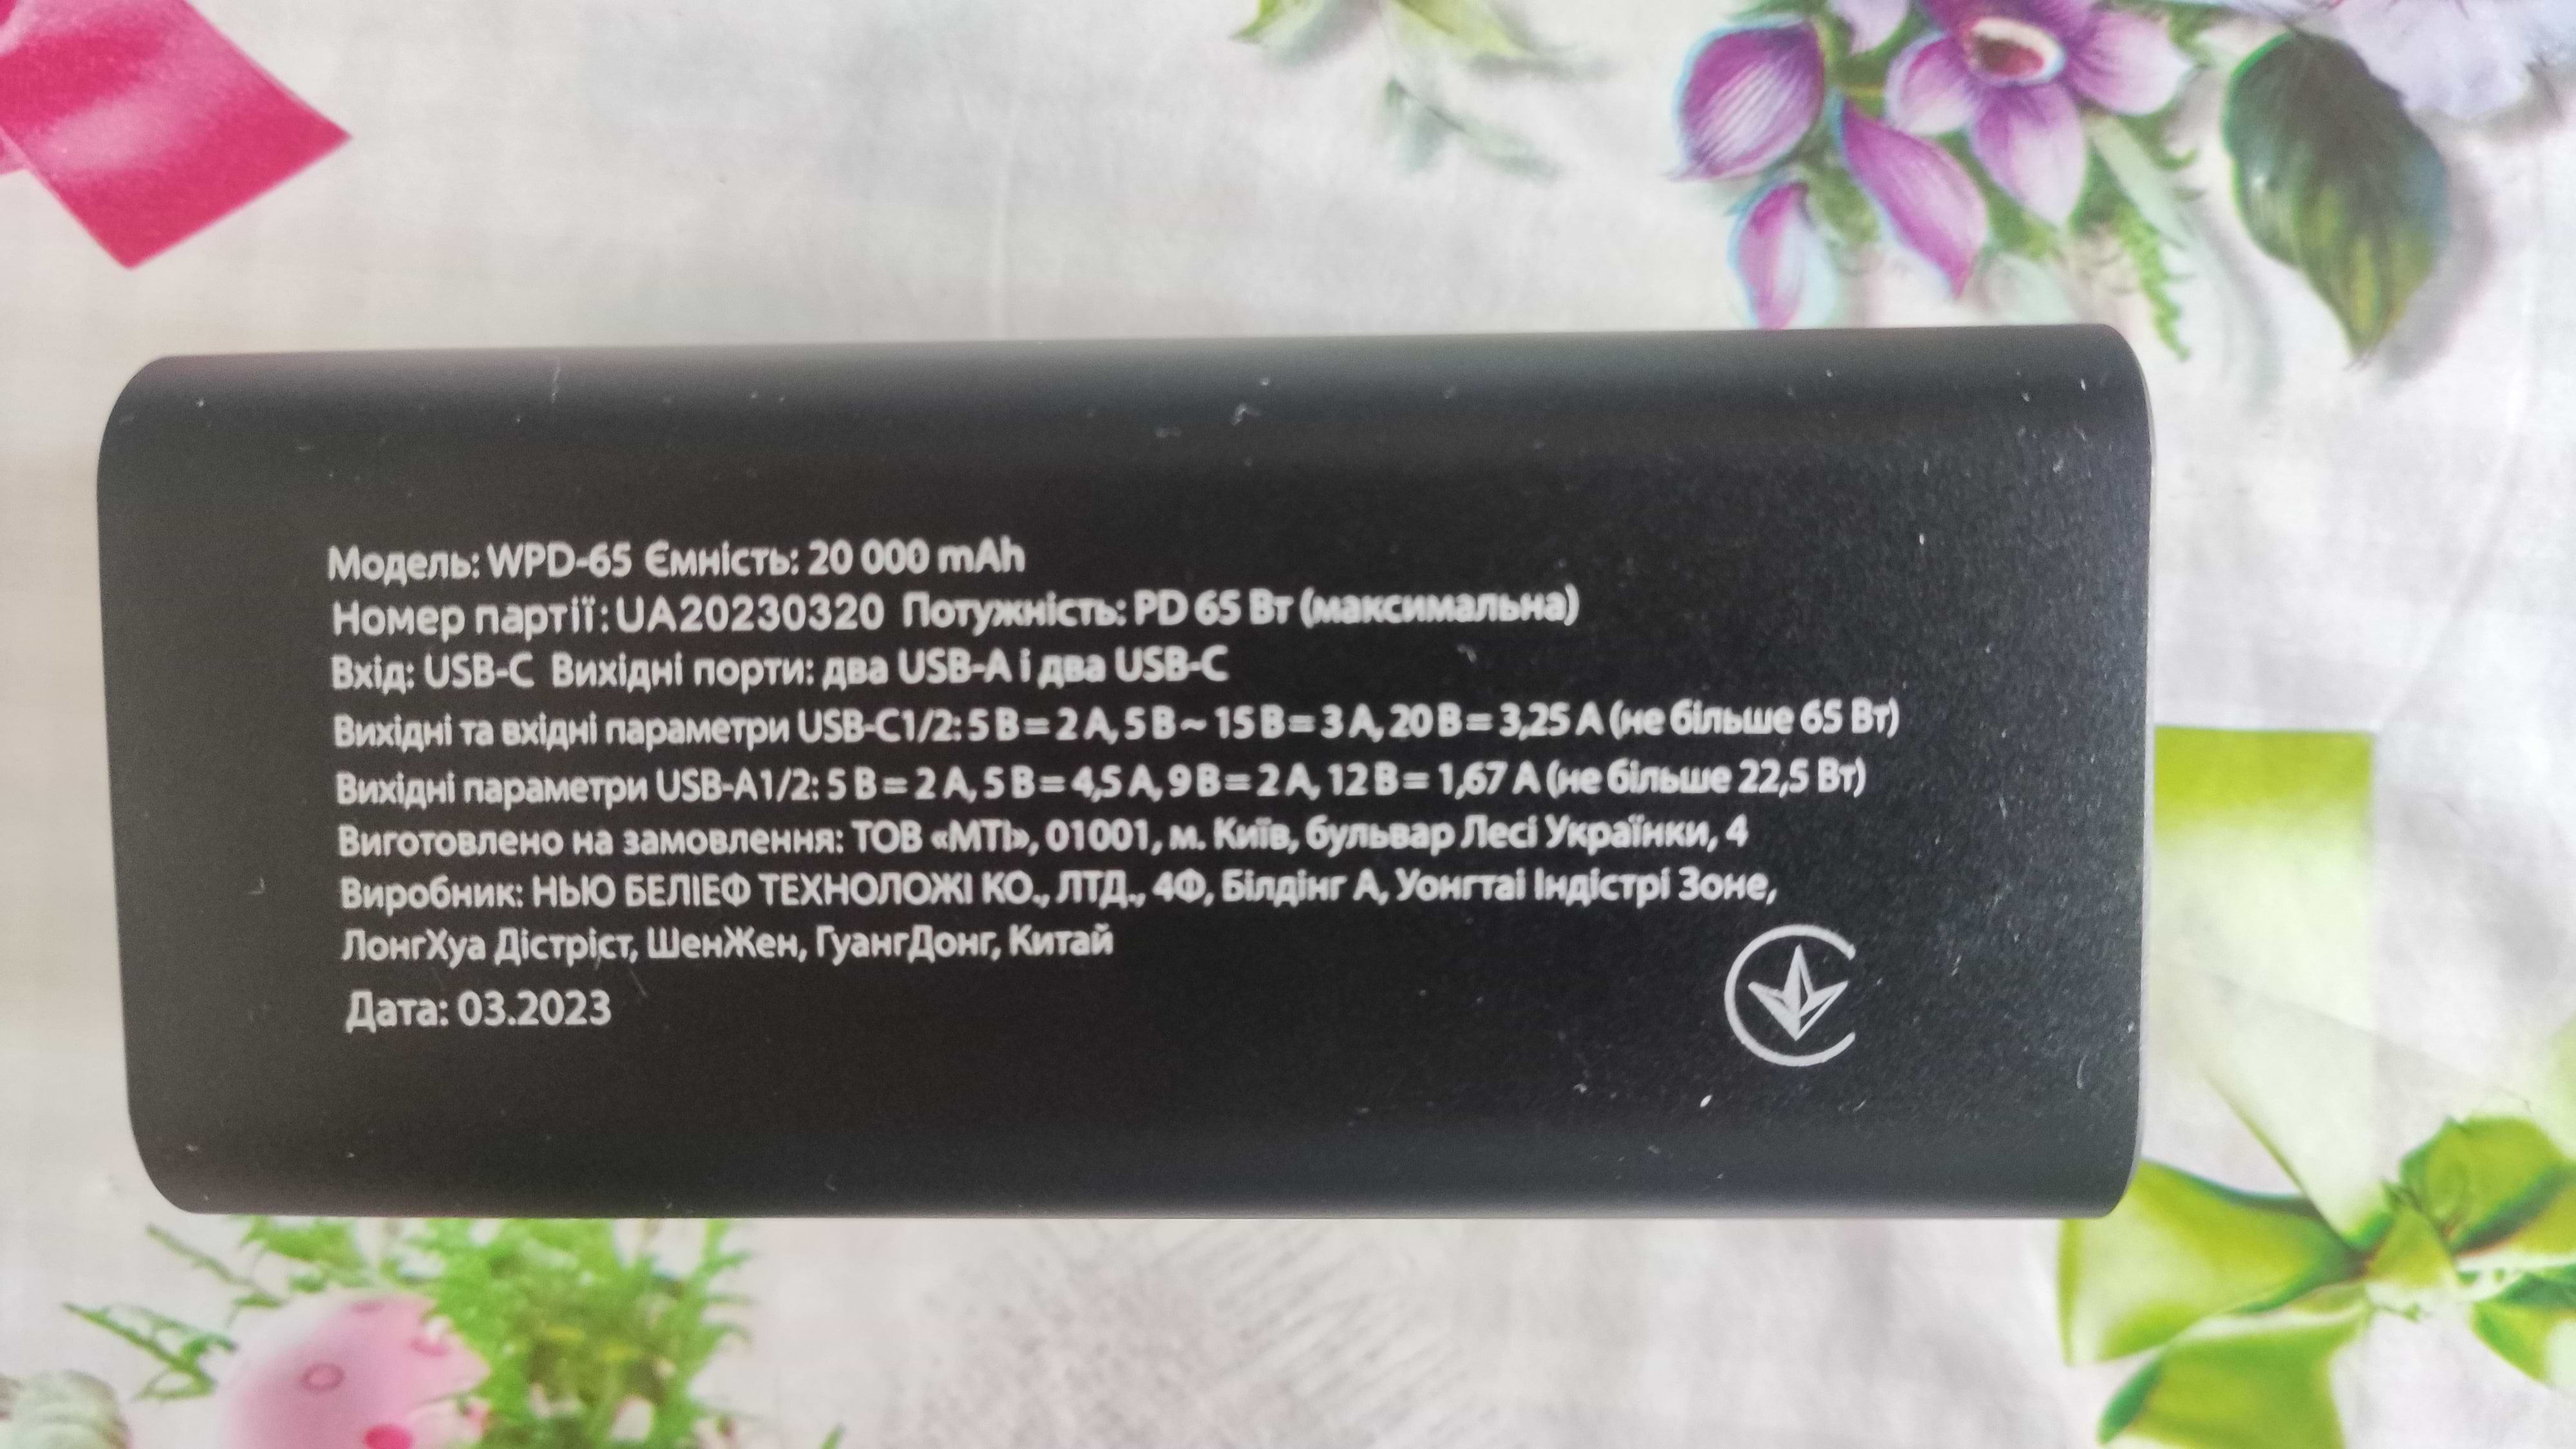 Модель: WPD-65 Ємність: 20 000 mAh
Номер партії: UA20230320 Потужність: PD 65 Вт (максимальна)
Вхід: USB-C Вихідні порти: два USB-A і два USB-C
Вихідні та вхідні параметри USB-C1/2: 5 В = 2 А, 5 В ~ 15 В = 3 А, 20 В = 3,25 А (не більше 65 Вт)
Вихідні параметри USB-A1/2: 5 В = 2 А, 5 В = 4,5 А, 9 В = 2 А, 12 В = 1,67 А (не більше 22,5 Вт)
Виготовлено на замовлення: ТОВ «МТІ», 01001, м. Київ, бульвар Лесі Українки, 4
Виробник: НЬЮ БЕЛІЕФ ТЕХНОЛОЖІ КО., ЛТД., 4Ф, Білдінг А, Уонгтаі Індістрі Зоне,
ЛонгХуа Дістріст, ШенЖен, ГуангДонг, Китай
Дата: 03.2023